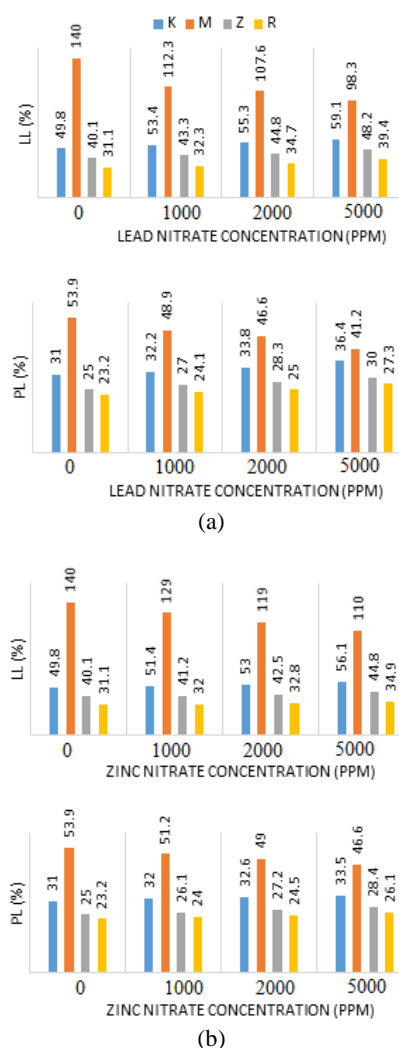 K M Z R
LL (%)
49.8 140 40.1 31.1 53.4 112.3 43.3 32.3 55.3 107.6 44.8 34.7 59.1 98.3 48.2 39.4
0 1000 2000 5000
LEAD NITRATE CONCENTRATION (PPM)
PL (%)
31 53.9 25 23.2 32.2 48.9 27 24.1 33.8 46.6 28.3 25 36.4 41.2 30 27.3
0 1000 2000 5000
LEAD NITRATE CONCENTRATION (PPM)
(a)
LL (%)
49.8 140 40.1 31.1 51.4 129 41.2 32 53 119 42.5 32.8 56.1 110 44.8 34.9
0 1000 2000 5000
ZINC NITRATE CONCENTRATION (PPM)
PL (%)
31 53.9 25 23.2 32 51.2 26.1 24 32.6 49 27.2 24.5 33.5 46.6 28.4 26.1
0 1000 2000 5000
ZINC NITRATE CONCENTRATION (PPM)
(b)